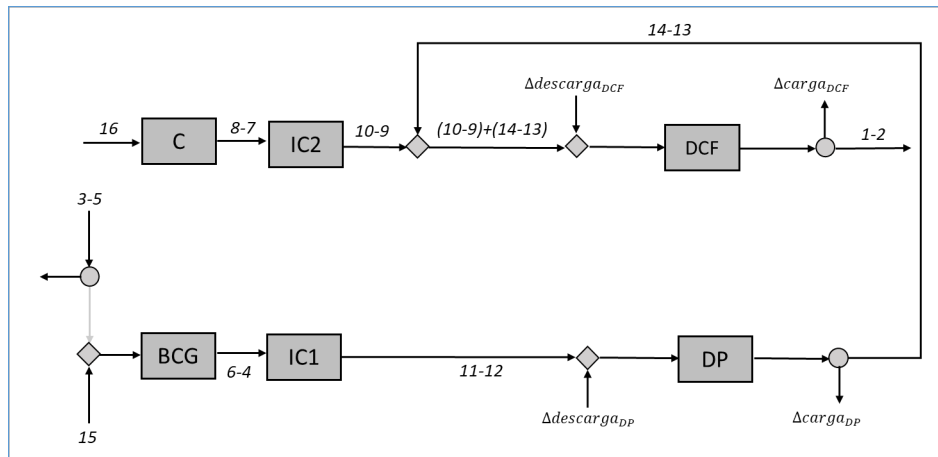 14-13
Δdescarga_DCF
Δcarga_DCF
16
C
8-7
IC2
10-9
(10-9)+(14-13)
DCF
1-2
3-5
BCG
6-4
IC1
11-12
DP
15
Δdescarga_DP
Δcarga_DP